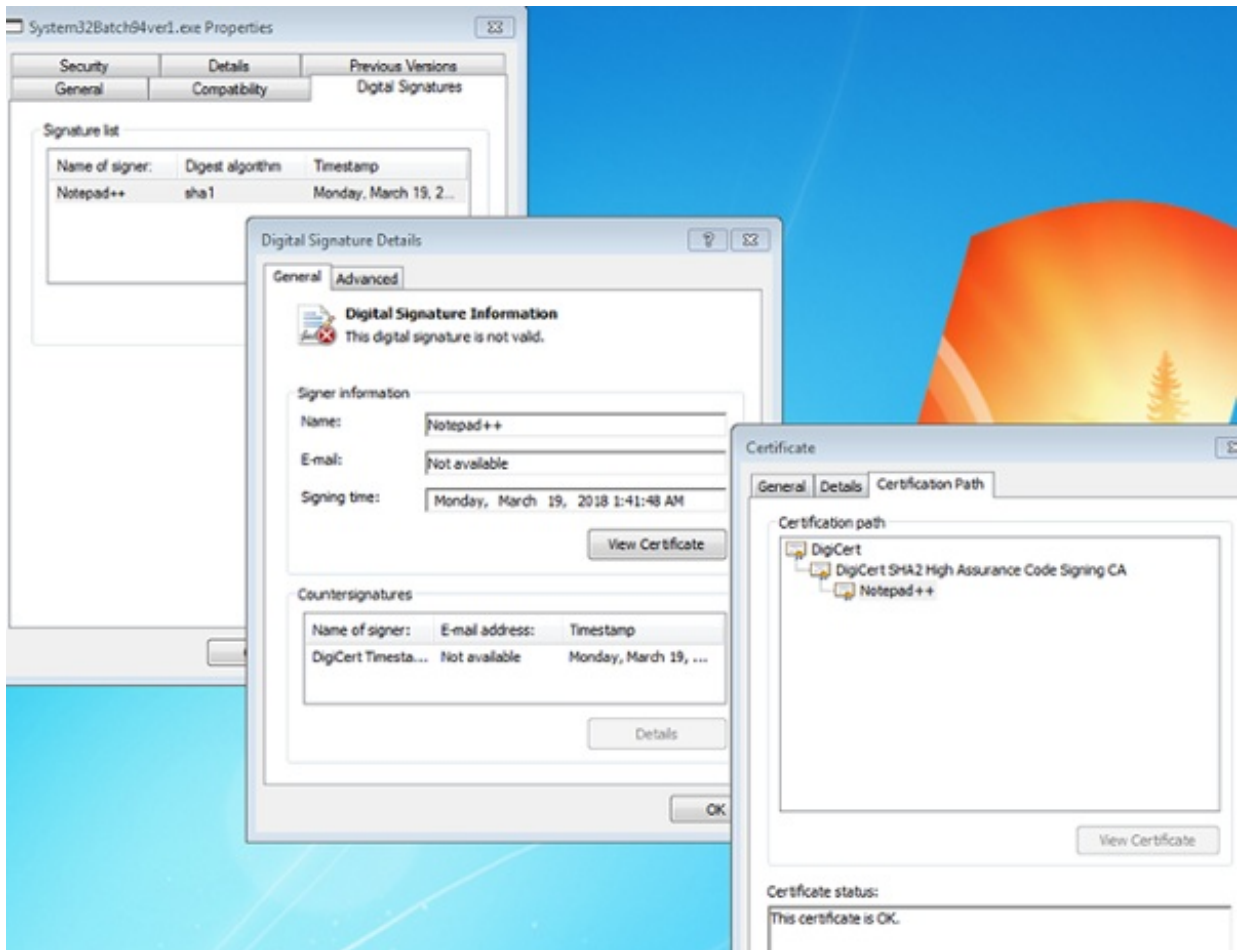 System32Batch94ver1.exe Properties
Security Details Previous Versions
General Compatibility Digital Signatures
Signature list
Name of signer: Digest algorithm Timestamp
Notepad++ sha1 Monday, March 19, 2...
Digital Signature Details
General Advanced
Digital Signature Information
This digital signature is not valid.
Signer information
Name: Notepad++
E-mail: Not available
Signing time: Monday, March 19, 2018 1:41:48 AM
View Certificate
Countersignatures
Name of signer: E-mail address: Timestamp
DigiCert Timesta... Not available Monday, March 19, ...
Details
OK
Certificate
General Details Certification Path
Certification path
DigiCert
DigiCert SHA2 High Assurance Code Signing CA
Notepad++
View Certificate
Certificate status:
This certificate is OK.